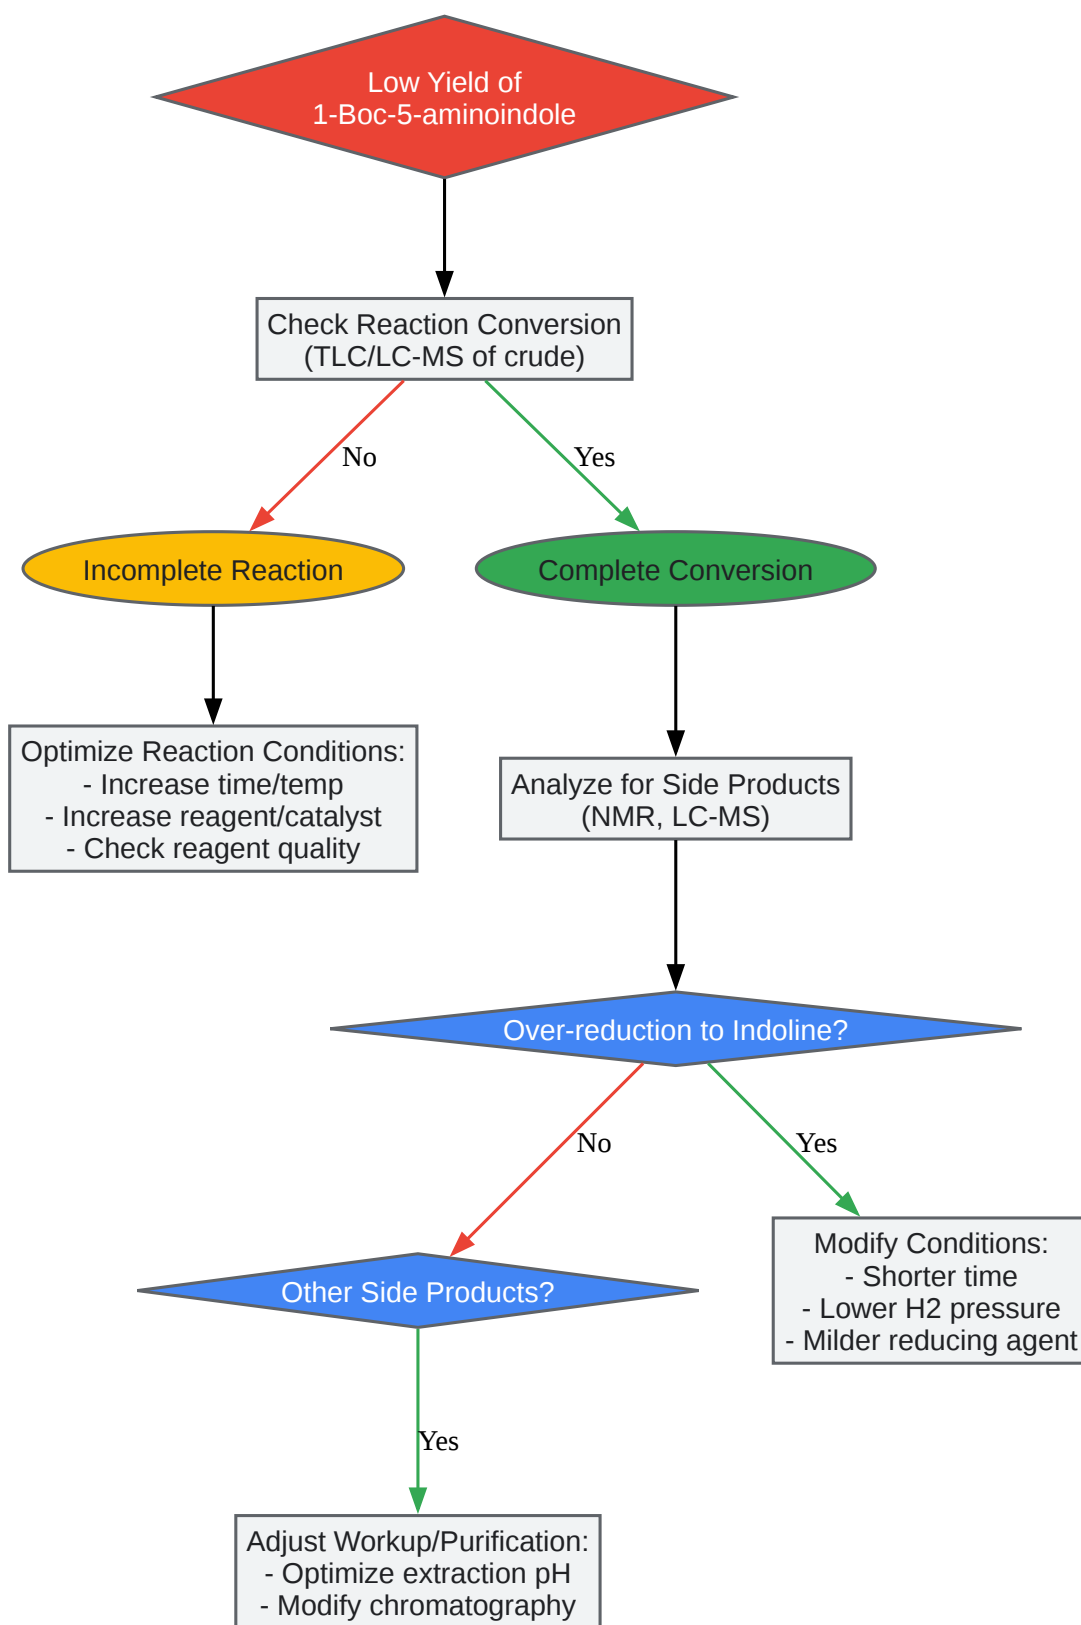 Low Yield of
1-Boc-5-aminoindole
Check Reaction Conversion
(TLC/LC-MS of crude)
No
Yes
Incomplete Reaction
Complete Conversion
Optimize Reaction Conditions:
- Increase time/temp
- Increase reagent/catalyst
- Check reagent quality
Analyze for Side Products
(NMR, LC-MS)
Over-reduction to Indoline?
No
Yes
Other Side Products?
Modify Conditions:
- Shorter time
- Lower H2 pressure
- Milder reducing agent
Yes
Adjust Workup/Purification:
- Optimize extraction pH
- Modify chromatography